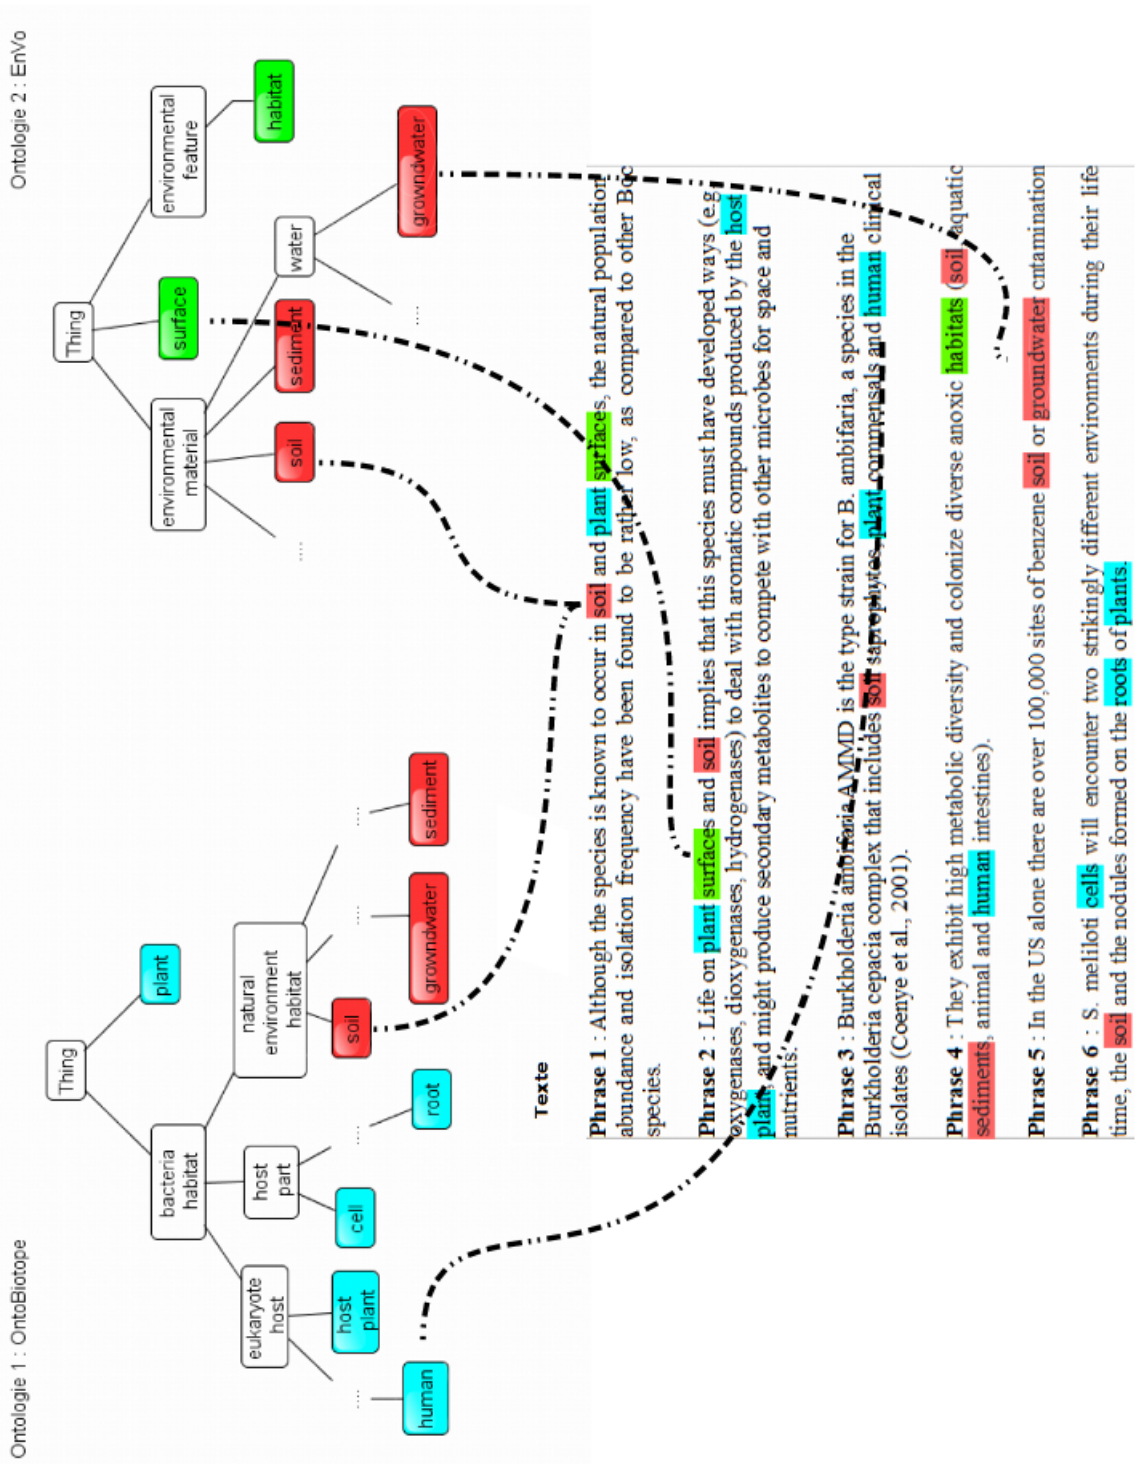 Ontologie 1 : OntoBiotope
Thing
bacteria
habitat
plant
eukaryote
host
host
part
natural
environment
habitat
....
host
plant
cell
....
soil
....
....
human
root
growndwater
sediment
Ontologie 2 : EnVo
Thing
environmental
material
surface
environmental
feature
....
soil
sediment
water
habitat
....
growndwater
Texte
Phrase 1 : Although the species is known to occur in soil and plant surfaces, the natural population
abundance and isolation frequency have been found to be rather low, as compared to other Bcc
species.
Phrase 2 : Life on plant surfaces and soil implies that this species must have developed ways (e.g.
oxygenases, dioxygenases, hydrogenases) to deal with aromatic compounds produced by the host
plant, and might produce secondary metabolites to compete with other microbes for space and
nutrients.
Phrase 3 : Burkholderia ambifaria AMMD is the type strain for B. ambifaria, a species in the
Burkholderia cepacia complex that includes soil saprophytes, plant commensals and human clinical
isolates (Coenye et al., 2001).
Phrase 4 : They exhibit high metabolic diversity and colonize diverse anoxic habitats (soil, aquatic
sediments, animal and human intestines).
Phrase 5 : In the US alone there are over 100,000 sites of benzene soil or groundwater cntamination
Phrase 6 : S. meliloti cells will encounter two strikingly different environments during their life
time, the soil and the nodules formed on the roots of plants.